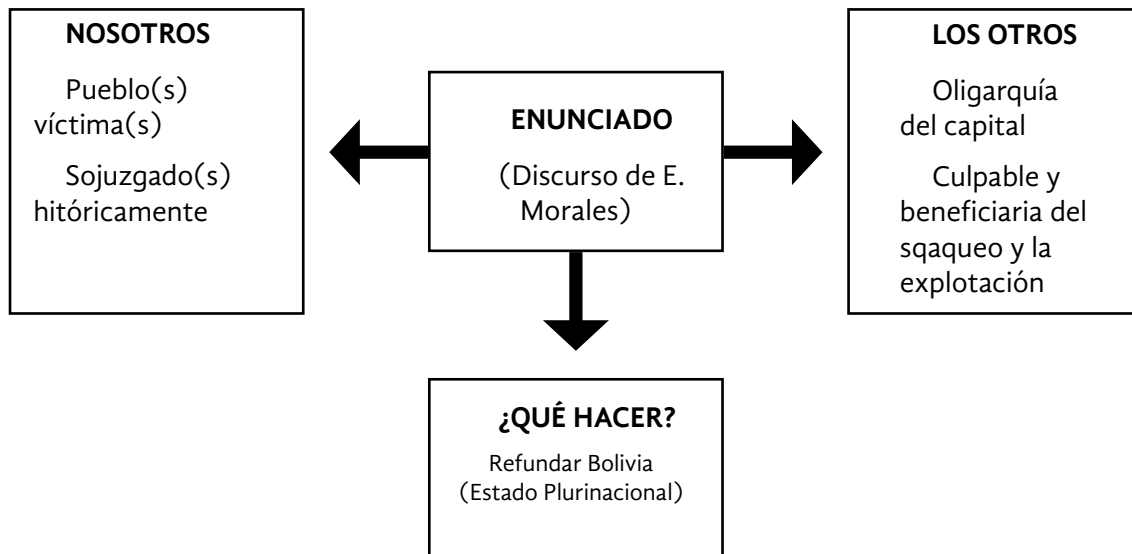 NOSOTROS
Pueblo(s)
víctima(s)
Sojuzgado(s)
hitóricamente
ENUNCIADO
(Discurso de E.
Morales)
LOS OTROS
Oligarquía
del capital
Culpable y
beneficiaria del
sqaqueo y la
explotación
¿QUÉ HACER?
Refundar Bolivia
(Estado Plurinacional)